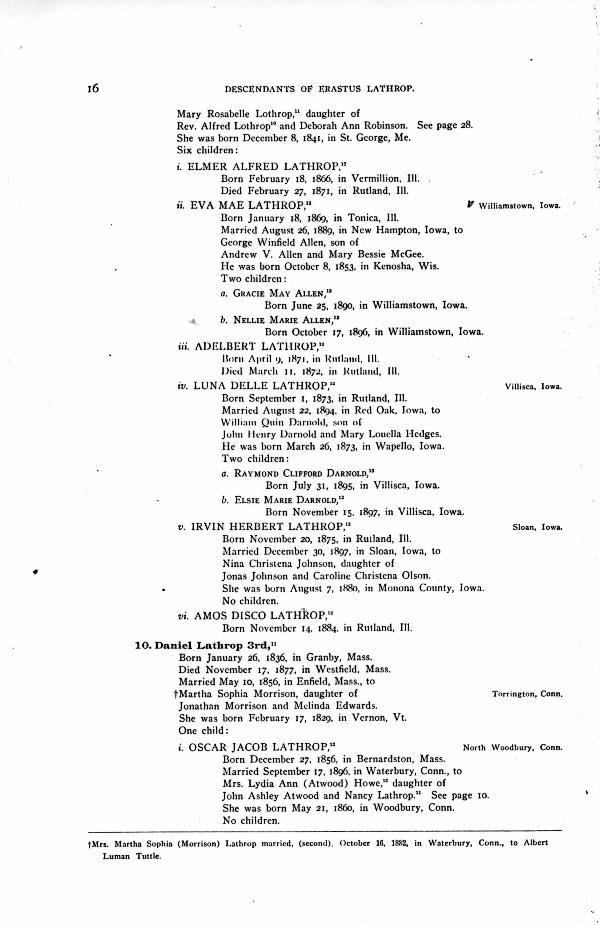 16 DESCENDANTS OF ERASTUS LATHROP.
Mary Rosabelle Lothrop,¹¹ daughter of
Rev. Alfred Lothrop¹⁰ and Deborah Ann Robinson. See page 28.
She was born December 8, 1841, in St. George, Me.
Six children:
i. ELMER ALFRED LATHROP,¹²
Born February 18, 1866, in Vermillion, Ill.
Died February 27, 1871, in Rutland, Ill.
ii. EVA MAE LATHROP,¹² Williamstown, Iowa.
Born January 18, 1869, in Tonica, Ill.
Married August 26, 1889, in New Hampton, Iowa, to
George Winfield Allen, son of
Andrew V. Allen and Mary Bessie McGee.
He was born October 8, 1853, in Kenosha, Wis.
Two children:
a. GRACIE MAY ALLEN,¹³
Born June 25, 1890, in Williamstown, Iowa.
b. NELLIE MARIE ALLEN,¹³
Born October 17, 1896, in Williamstown, Iowa.
iii. ADELBERT LATHROP,¹²
Born April 9, 1871, in Rutland, Ill.
Died March 11, 1872, in Rutland, Ill.
iv. LUNA DELLE LATHROP,¹² Villisca, Iowa.
Born September 1, 1873, in Rutland, Ill.
Married August 22, 1894, in Red Oak, Iowa, to
William Quin Darnold, son of
John Henry Darnold and Mary Louella Hedges.
He was born March 26, 1873, in Wapello, Iowa.
Two children:
a. RAYMOND CLIFFORD DARNOLD,¹³
Born July 31, 1895, in Villisca, Iowa.
b. ELSIE MARIE DARNOLD,¹³
Born November 15, 1897, in Villisca, Iowa.
v. IRVIN HERBERT LATHROP,¹² Sloan, Iowa.
Born November 20, 1875, in Rutland, Ill.
Married December 30, 1897, in Sloan, Iowa, to
Nina Christena Johnson, daughter of
Jonas Johnson and Caroline Christena Olson.
She was born August 7, 1880, in Monona County, Iowa.
No children.
vi. AMOS DISCO LATHROP,¹²
Born November 14, 1884, in Rutland, Ill.
10. Daniel Lathrop 3rd,¹¹
Born January 26, 1836, in Granby, Mass.
Died November 17, 1877, in Westfield, Mass.
Married May 10, 1856, in Enfield, Mass., to
†Martha Sophia Morrison, daughter of Torrington, Conn.
Jonathan Morrison and Melinda Edwards.
She was born February 17, 1829, in Vernon, Vt.
One child:
i. OSCAR JACOB LATHROP,¹² North Woodbury, Conn.
Born December 27, 1856, in Bernardston, Mass.
Married September 17, 1896, in Waterbury, Conn., to
Mrs. Lydia Ann (Atwood) Howe,¹² daughter of
John Ashley Atwood and Nancy Lathrop.¹¹ See page 10.
She was born May 21, 1860, in Woodbury, Conn.
No children.
†Mrs. Martha Sophia (Morrison) Lathrop married, (second), October 16, 1882, in Waterbury, Conn., to Albert
Luman Tuttle.